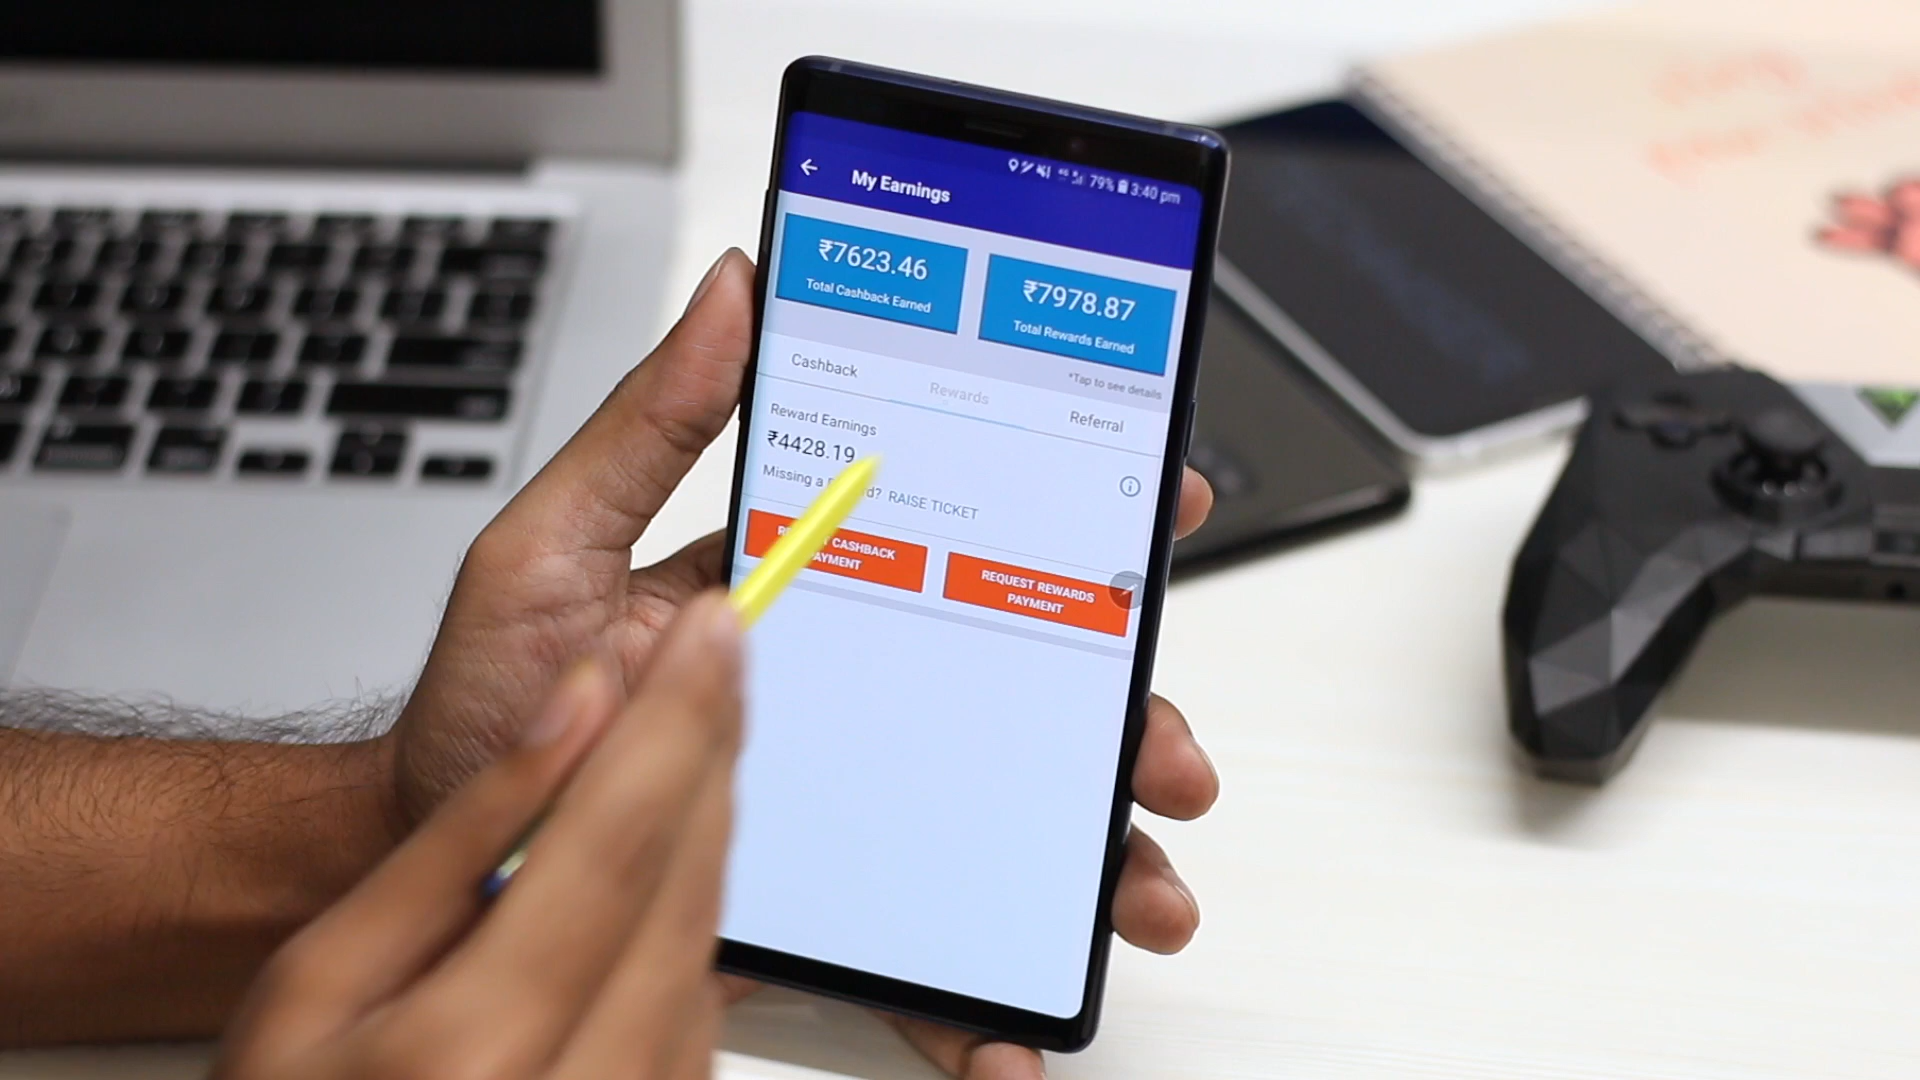 79% 3:40 pm
My Earnings
₹7623.46
Total Cashback Earned
₹7978.87
Total Rewards Earned
*Tap to see details
Cashback
Rewards
Referral
Reward Earnings
₹4428.19
Missing a RAISE TICKET
CASHBACK
REQUEST REWARDS
PAYMENT